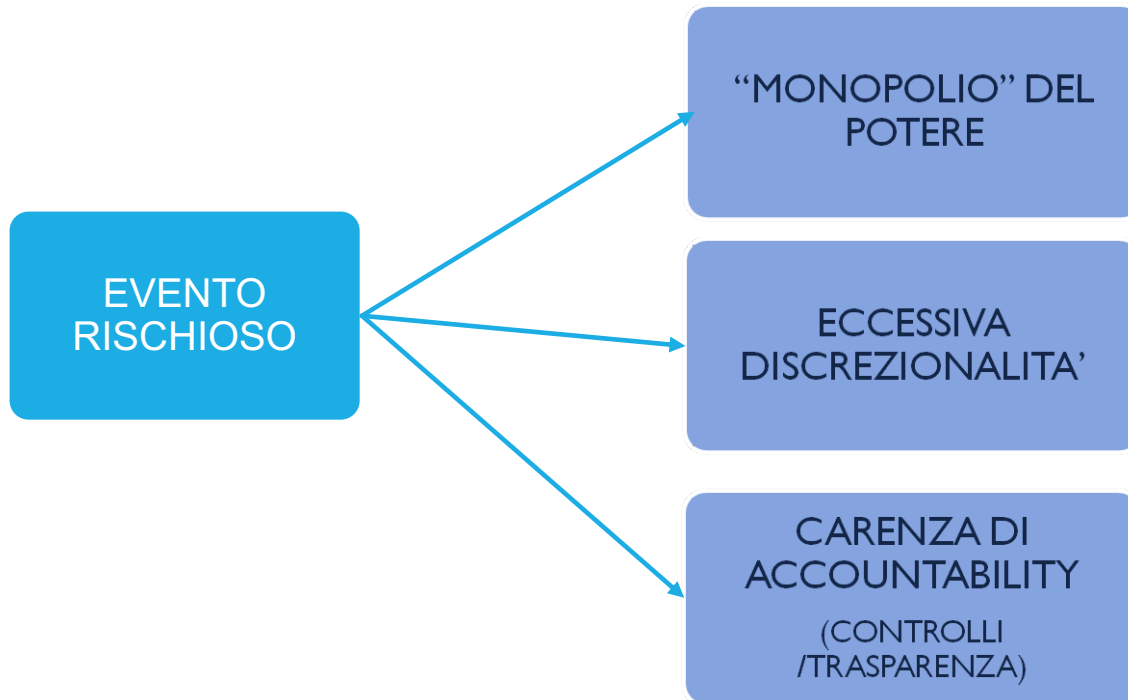 “MONOPOLIO” DEL
POTERE
EVENTO
RISCHIOSO
ECCESSIVA
DISCREZIONALITA’
CARENZA DI
ACCOUNTABILITY
(CONTROLLI
/TRASPARENZA)